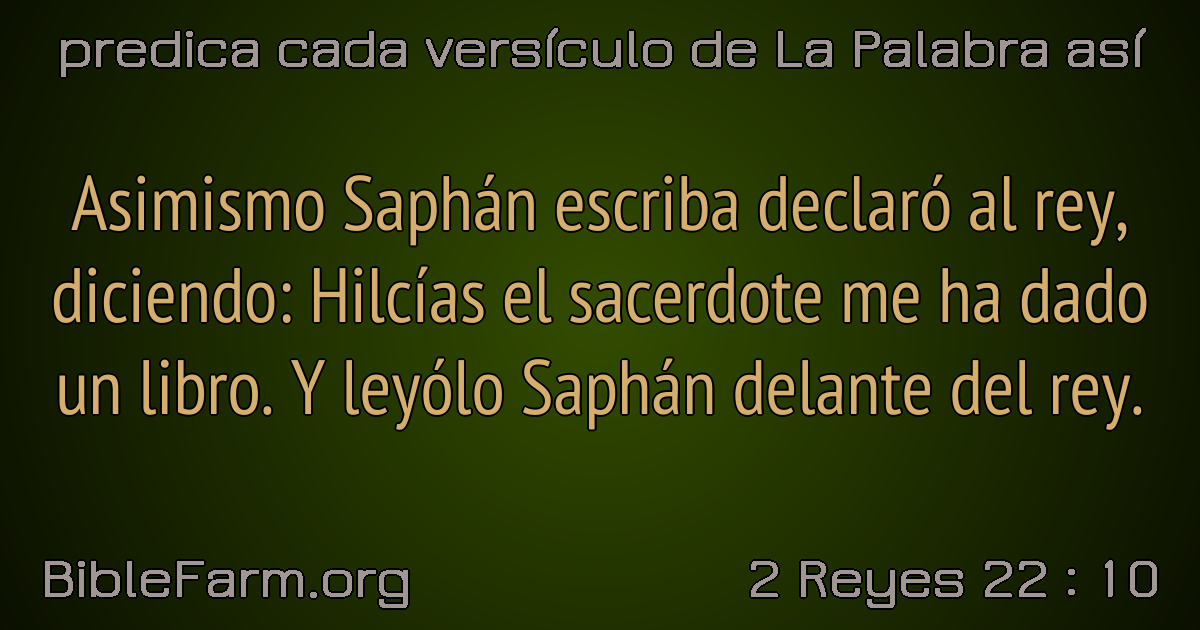 predica cada versículo de La Palabra así
Asimismo Saphán escriba declaró al rey,
diciendo: Hilcías el sacerdote me ha dado
un libro. Y leyólo Saphán delante del rey.
BibleFarm.org
2 Reyes 22 : 10